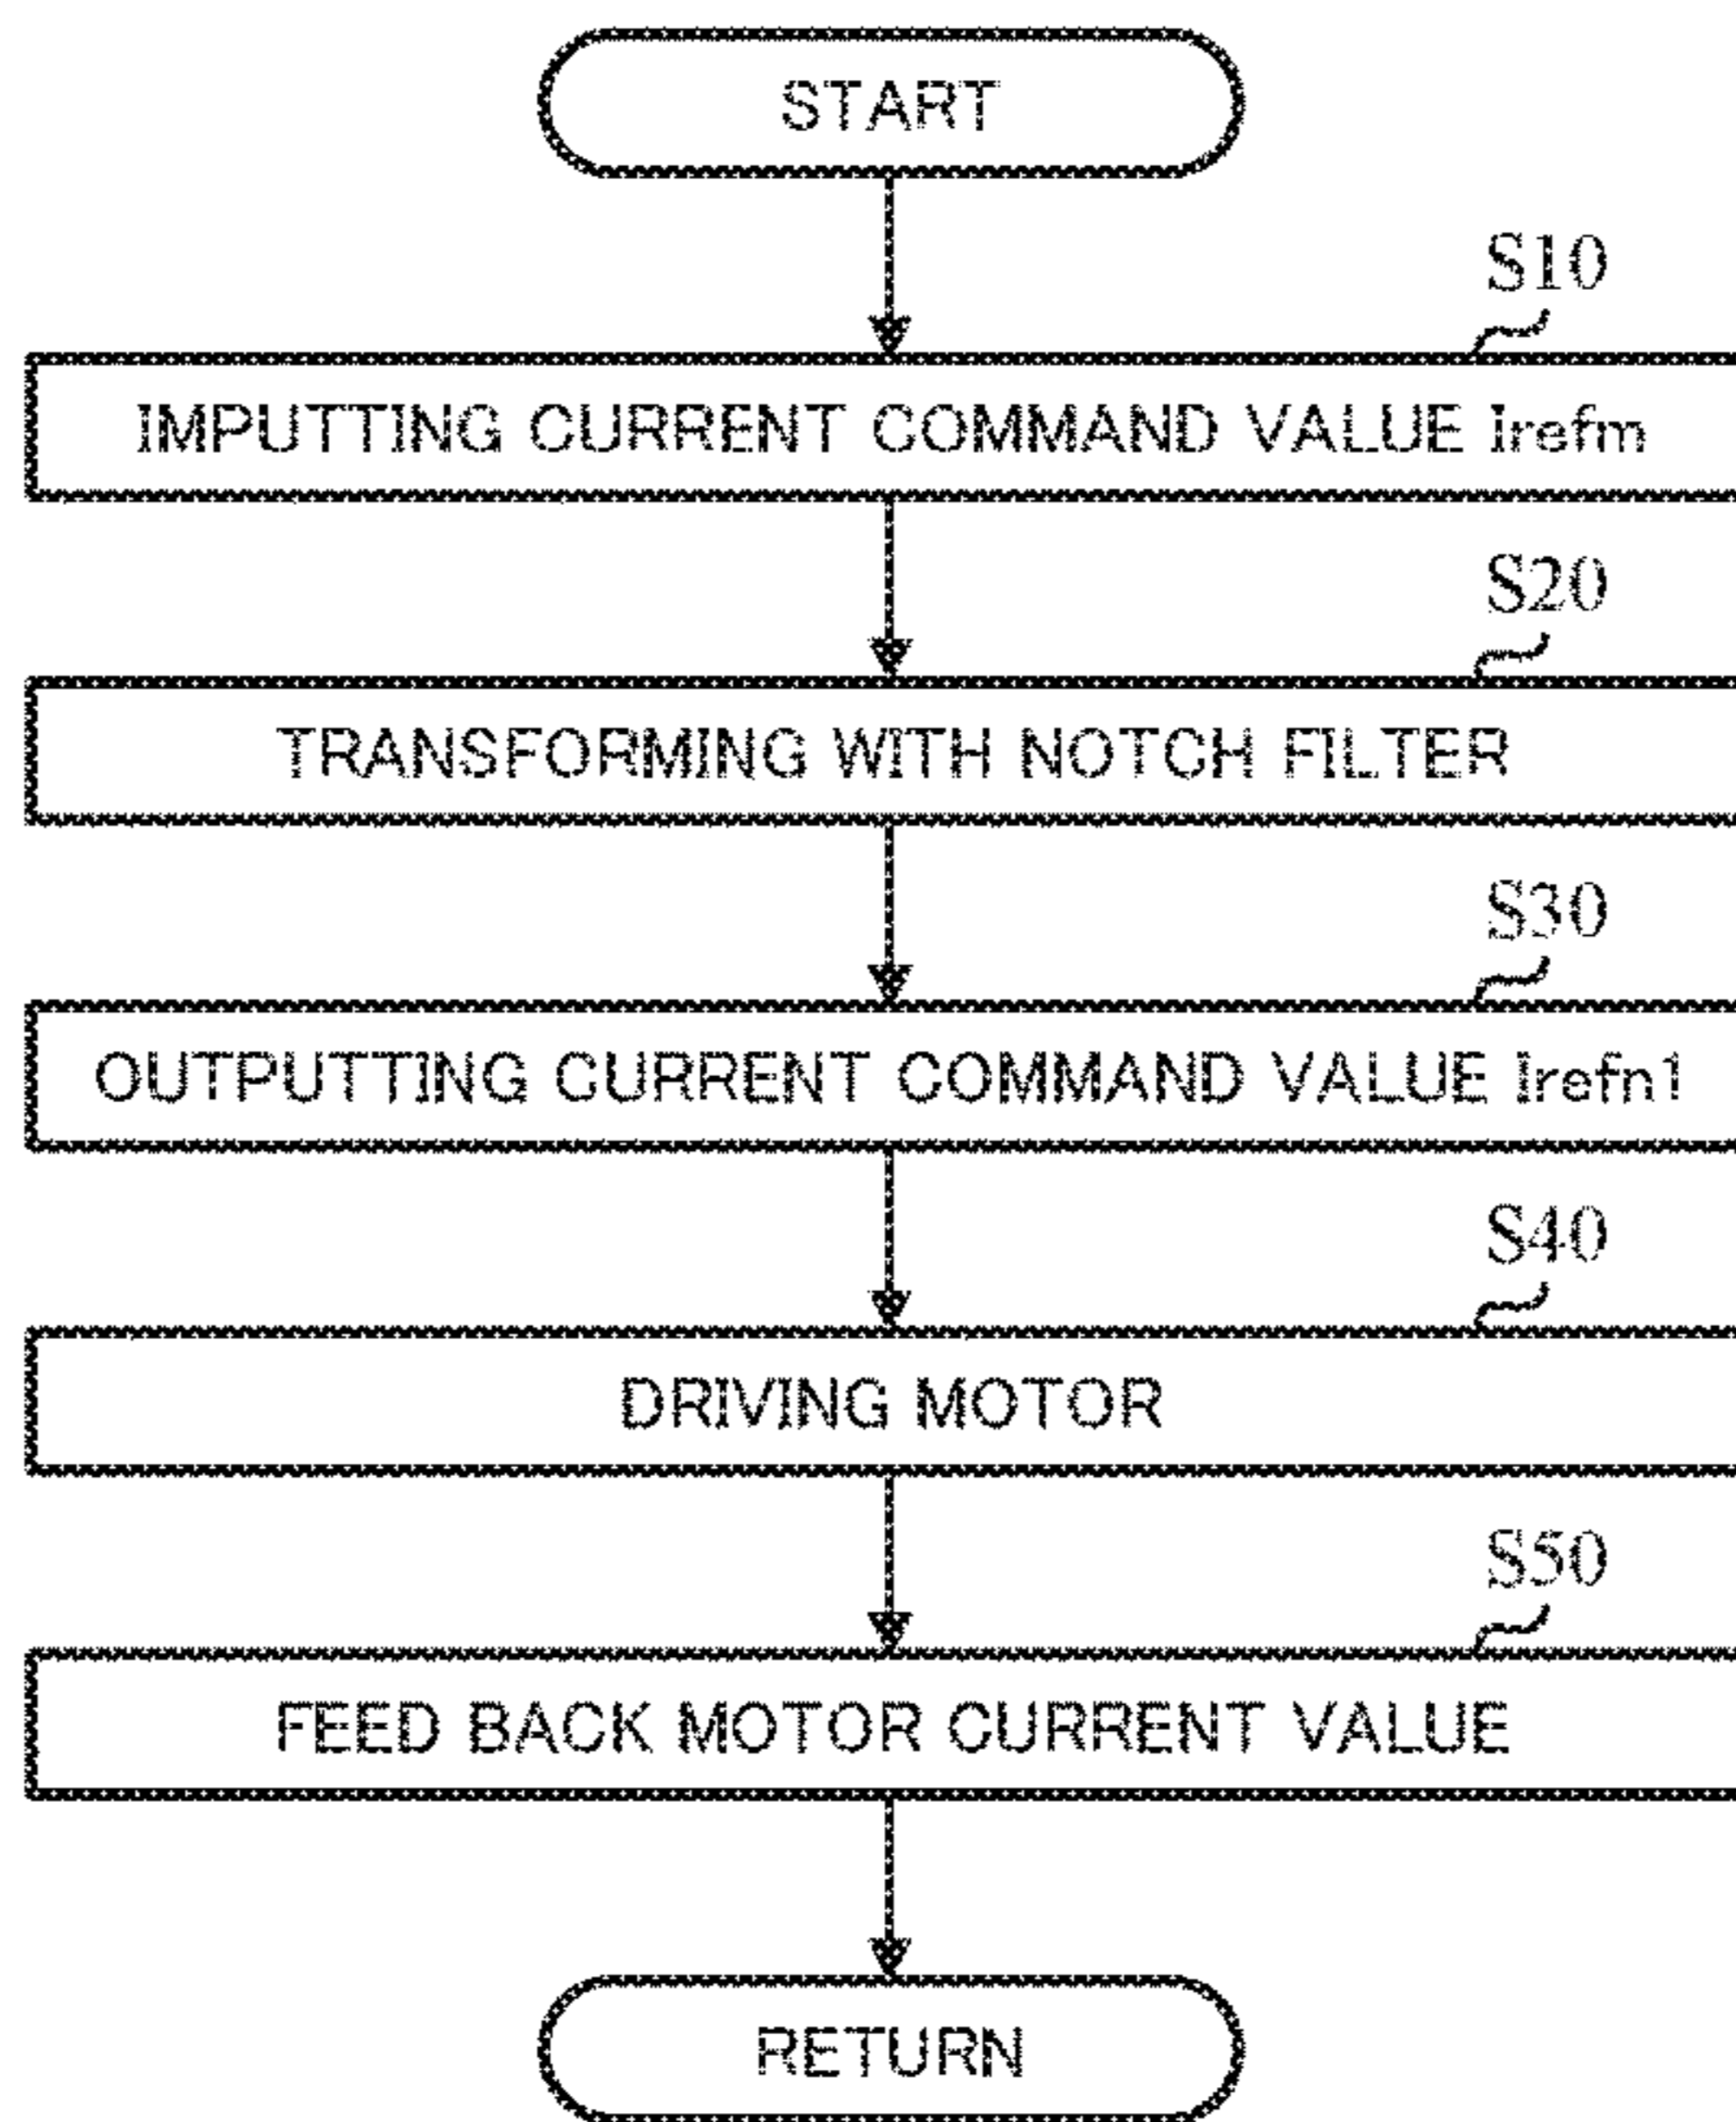 START
S10
IMPUTTING CURRENT COMMAND VALUE Irefm
S20
TRANSFORMING WITH NOTCH FILTER
S30
OUTPUTTING CURRENT COMMAND VALUE Irefn1
S40
DRIVING MOTOR
S50
FEED BACK MOTOR CURRENT VALUE
RETURN